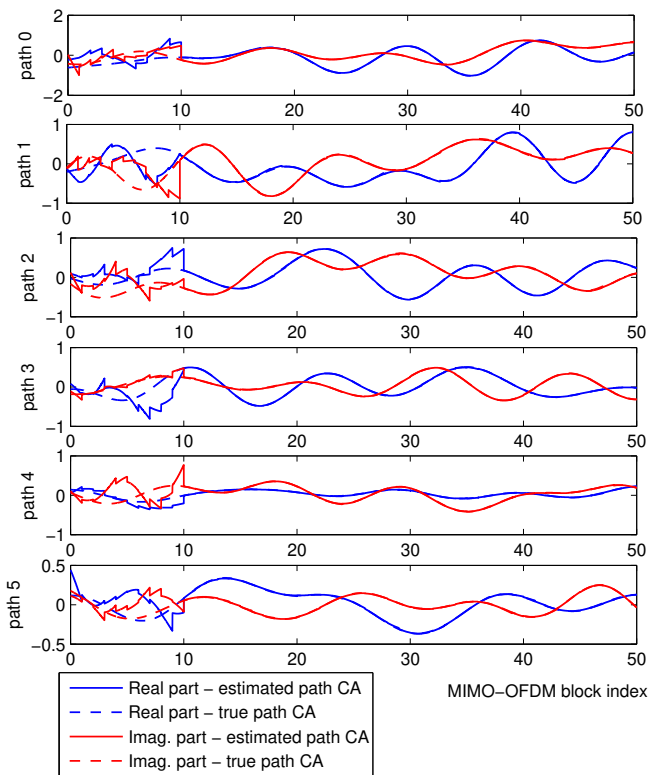 2
0
−2
path 0
0 10 20 30 40 50
1
0
−1
path 1
0 10 20 30 40 50
1
0
−1
path 2
0 10 20 30 40 50
1
0
−1
path 3
0 10 20 30 40 50
1
0
−1
path 4
0 10 20 30 40 50
0.5
0
−0.5
path 5
0 10 20 30 40 50
MIMO−OFDM block index
Real part − estimated path CA
Real part − true path CA
Imag. part − estimated path CA
Imag. part − true path CA